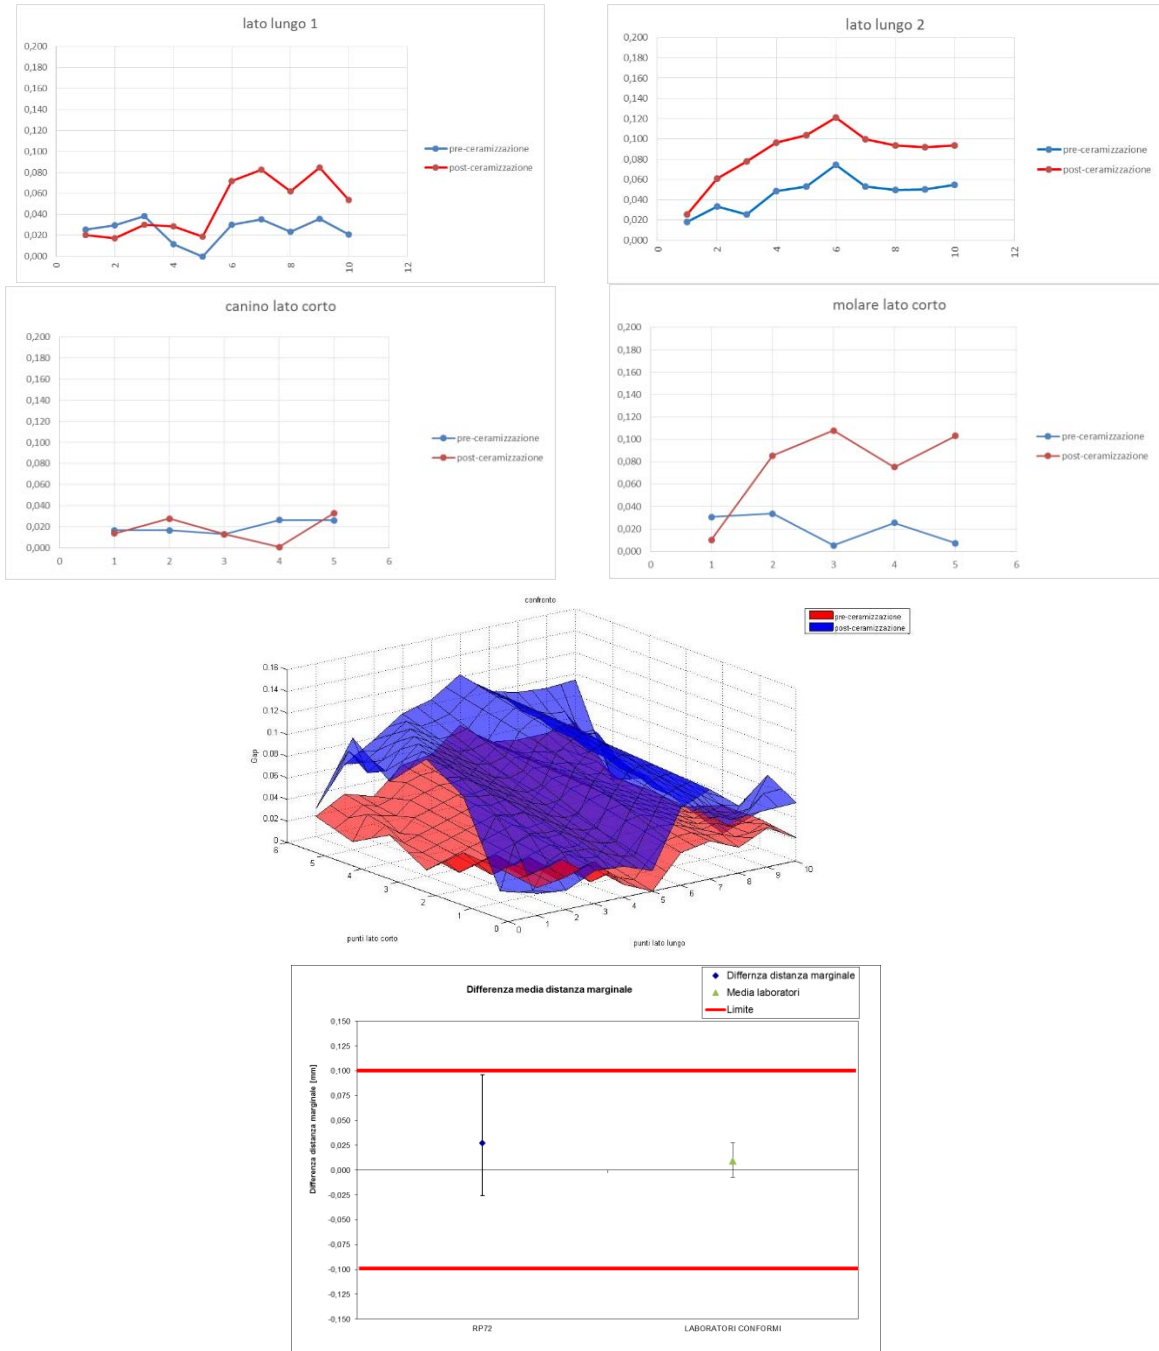 lato lungo 1
0,200
0,180
0,160
0,140
0,120
0,100
0,080
0,060
0,040
0,020
0,000
0 2 4 6 8 10 12
pre-ceramizzazione
post-ceramizzazione
lato lungo 2
0,200
0,180
0,160
0,140
0,120
0,100
0,080
0,060
0,040
0,020
0,000
0 2 4 6 8 10 12
pre-ceramizzazione
post-ceramizzazione
canino lato corto
0,200
0,180
0,160
0,140
0,120
0,100
0,080
0,060
0,040
0,020
0,000
0 1 2 3 4 5 6
pre-ceramizzazione
post-ceramizzazione
molare lato corto
0,200
0,180
0,160
0,140
0,120
0,100
0,080
0,060
0,040
0,020
0,000
0 1 2 3 4 5 6
pre-ceramizzazione
post-ceramizzazione
confronto
pre-ceramizzazione
post-ceramizzazione
0.16
0.14
0.12
0.1
0.08
0.06
0.04
0.02
0
Gap
6 5 4 3 2 1 0
punti lato corto
0 1 2 3 4 5 6 7 8 9 10
punti lato lungo
Differenza media distanza marginale
Differnza distanza marginale
Media laboratori
Limite
Differenza distanza marginale [mm]
0,150
0,125
0,100
0,075
0,050
0,025
0,000
-0,025
-0,050
-0,075
-0,100
-0,125
-0,150
RP72 LABORATORI CONFORMI